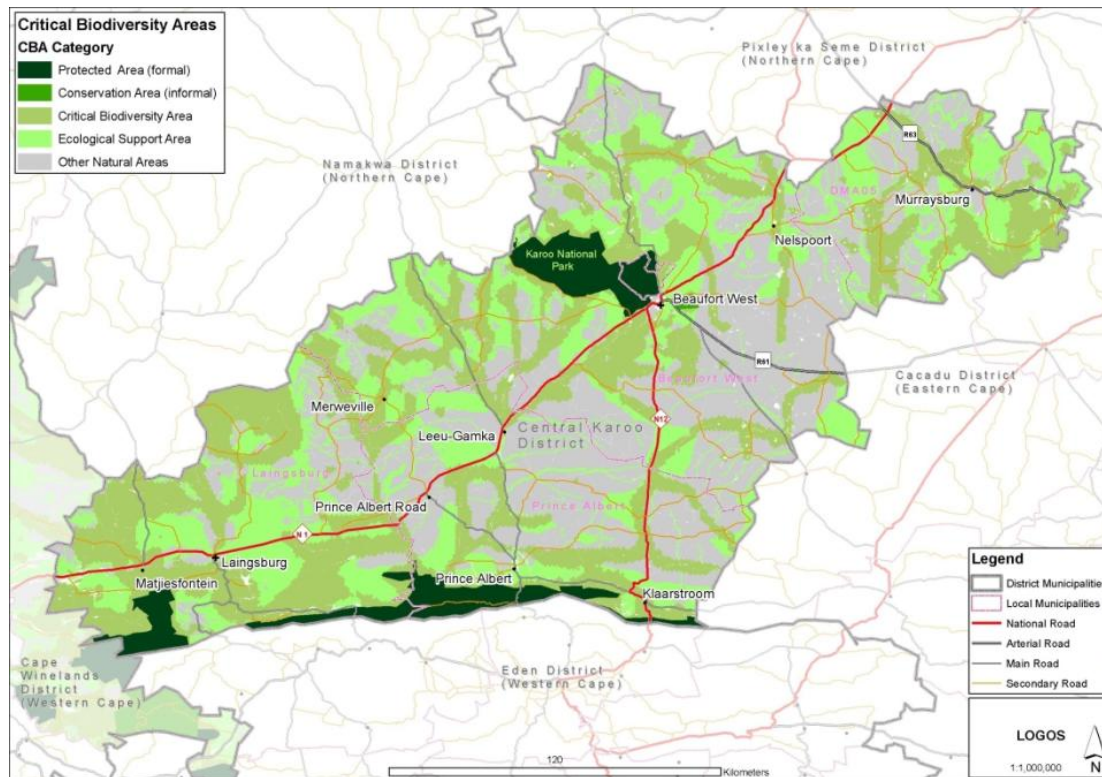 Critical Biodiversity Areas
CBA Category
Protected Area (formal)
Conservation Area (informal)
Critical Biodiversity Area
Ecological Support Area
Other Natural Areas
Pixley ka Seme District
(Northern Cape)
R63
Namakwa District
(Northern Cape)
DMA05
Murraysburg
Nelspoort
Karoo National
Park
Beaufort West
R61
Cacadu District
(Eastern Cape)
Beaufort West
Merweville
N12
Leeu-Gamka
Central Karoo
District
Laingsburg
Prince Albert Road
Prince Albert
N 1
Laingsburg
Matjiesfontein
Prince Albert
Klaarstroom
Cape
Winelands
District
(Western Cape)
Eden District
(Western Cape)
Legend
District Municipalities
Local Municipalities
National Road
Arterial Road
Main Road
Secondary Road
LOGOS
1:1,000,000
N
120
Kilometers